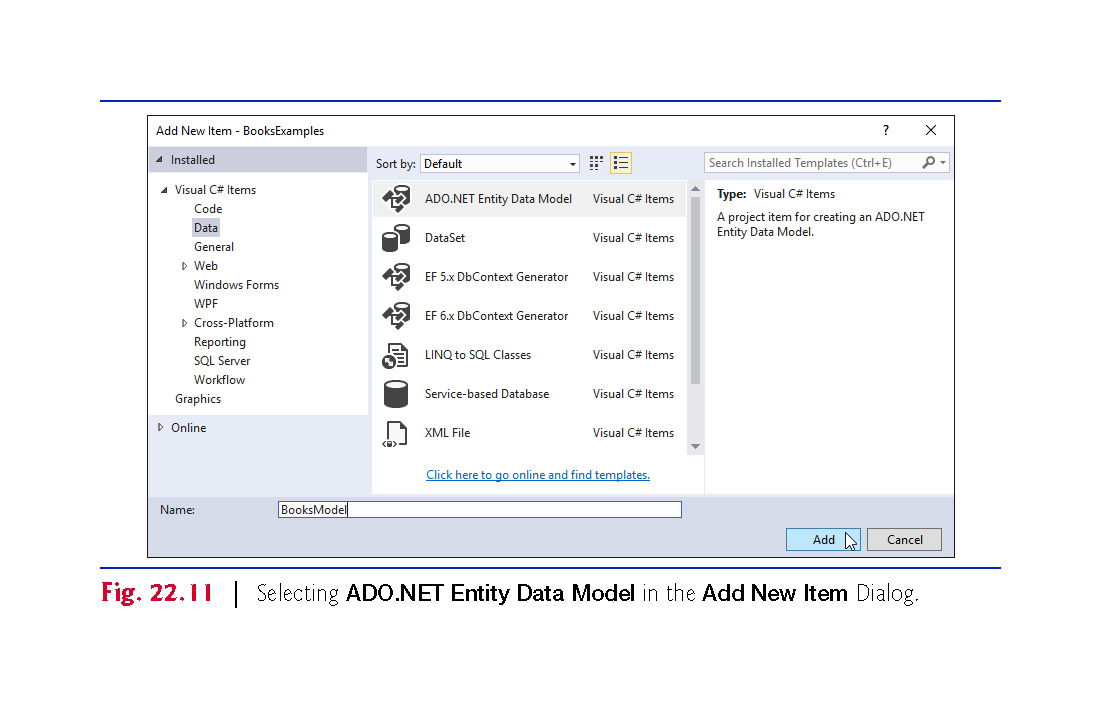 Add New Item - BooksExamples
?
Installed
Sort by: Default
Search Installed Templates (Ctrl+E)
Visual C# Items
Code
Data
General
Web
Windows Forms
WPF
Cross-Platform
Reporting
SQL Server
Workflow
Graphics
Online
ADO.NET Entity Data Model Visual C# Items
DataSet Visual C# Items
EF 5.x DbContext Generator Visual C# Items
EF 6.x DbContext Generator Visual C# Items
LINQ to SQL Classes Visual C# Items
Service-based Database Visual C# Items
XML File Visual C# Items
Click here to go online and find templates.
Type: Visual C# Items
A project item for creating an ADO.NET
Entity Data Model.
Name: BooksModel
Add Cancel
Fig. 22.11 | Selecting ADO.NET Entity Data Model in the Add New Item Dialog.